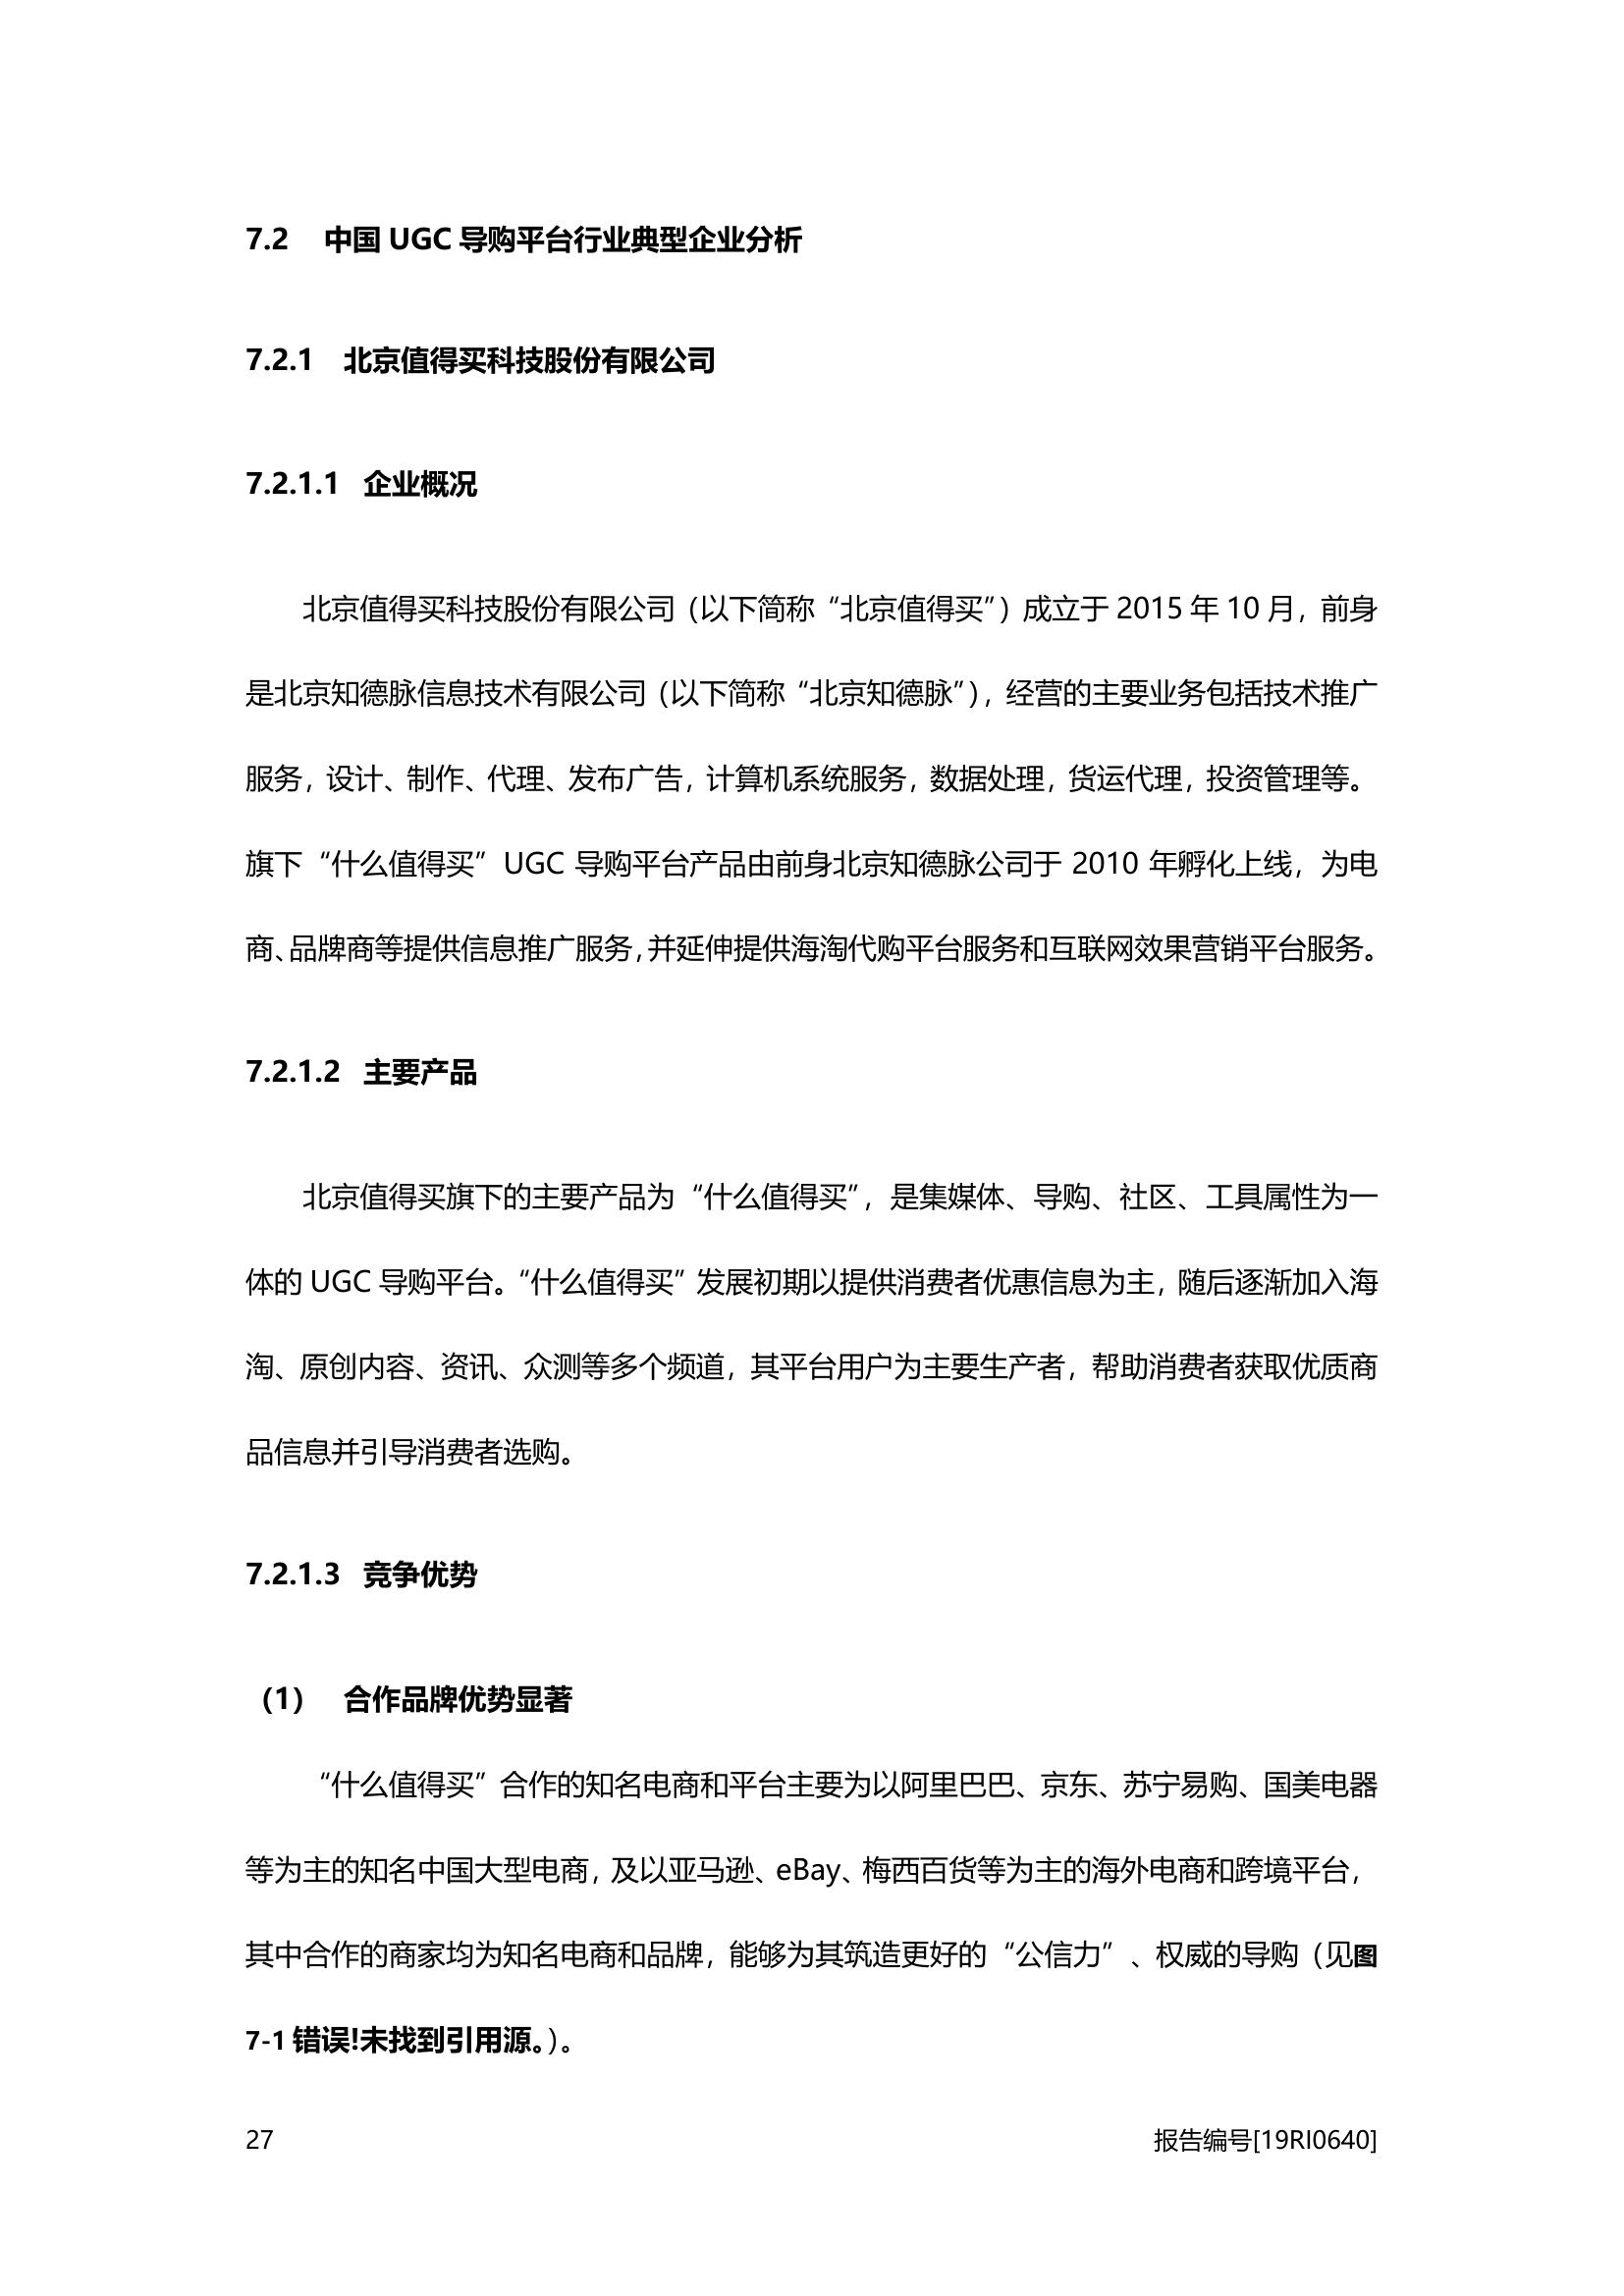 7.2 中国 UGC 导购平台行业典型企业分析
7.2.1 北京值得买科技股份有限公司
7.2.1.1 企业概况
北京值得买科技股份有限公司（以下简称“北京值得买”）成立于 2015 年 10 月，前身
是北京知德脉信息技术有限公司（以下简称“北京知德脉”），经营的主要业务包括技术推广
服务，设计、制作、代理、发布广告，计算机系统服务，数据处理，货运代理，投资管理等。
旗下“什么值得买”UGC 导购平台产品由前身北京知德脉公司于 2010 年孵化上线，为电
商、品牌商等提供信息推广服务，并延伸提供海淘代购平台服务和互联网效果营销平台服务。
7.2.1.2 主要产品
北京值得买旗下的主要产品为“什么值得买”，是集媒体、导购、社区、工具属性为一
体的 UGC 导购平台。“什么值得买”发展初期以提供消费者优惠信息为主，随后逐渐加入海
淘、原创内容、资讯、众测等多个频道，其平台用户为主要生产者，帮助消费者获取优质商
品信息并引导消费者选购。
7.2.1.3 竞争优势
（1） 合作品牌优势显著
“什么值得买”合作的知名电商和平台主要为以阿里巴巴、京东、苏宁易购、国美电器
等为主的知名中国大型电商，及以亚马逊、eBay、梅西百货等为主的海外电商和跨境平台，
其中合作的商家均为知名电商和品牌，能够为其筑造更好的“公信力”、权威的导购（见图
7-1 错误!未找到引用源。）。
27 报告编号[19RI0640]